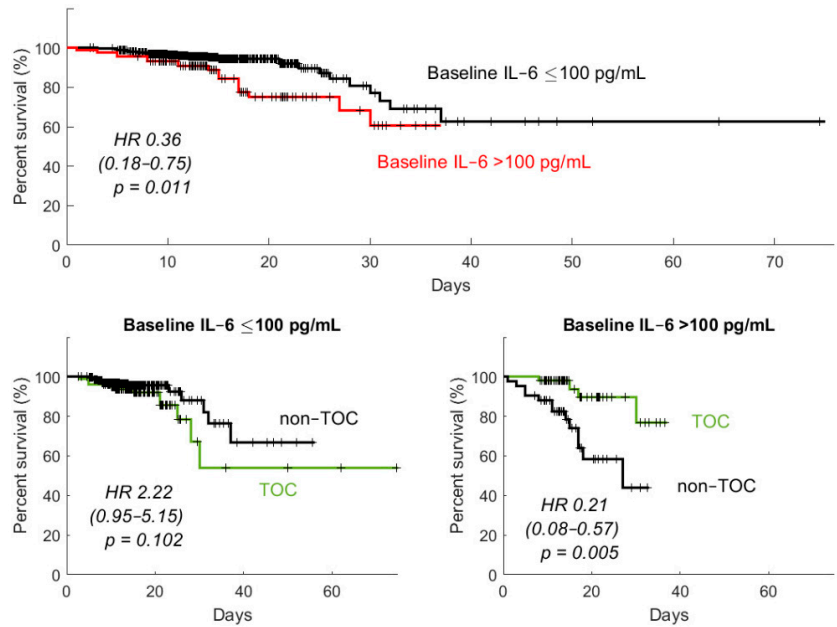 Percent survival (%)
100
80
60
40
20
0
Baseline IL-6 ≤100 pg/mL
Baseline IL-6 >100 pg/mL
HR 0.36
(0.18-0.75)
p = 0.011
0 10 20 30 40 50 60 70
Days
Baseline IL-6 ≤100 pg/mL
Percent survival (%)
100
80
60
40
20
0
non-TOC
TOC
HR 2.22
(0.95-5.15)
p = 0.102
0 20 40 60
Days
Baseline IL-6 >100 pg/mL
Percent survival (%)
100
80
60
40
20
0
TOC
non-TOC
HR 0.21
(0.08-0.57)
p = 0.005
0 20 40 60
Days